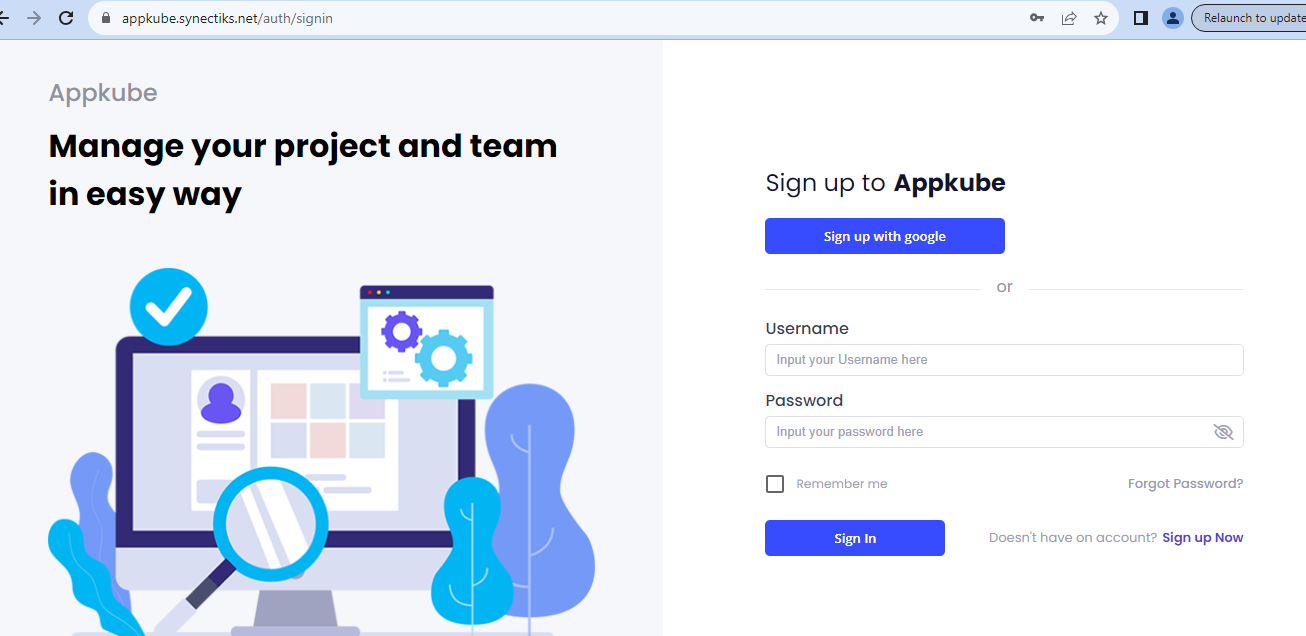 appkube.synectiks.net/auth/signin
Relaunch to update
Appkube
Manage your project and team
in easy way
Sign up to Appkube
Sign up with google
or
Username
Input your Username here
Password
Input your password here
Remember me
Forgot Password?
Sign In
Doesn't have on account? Sign up Now